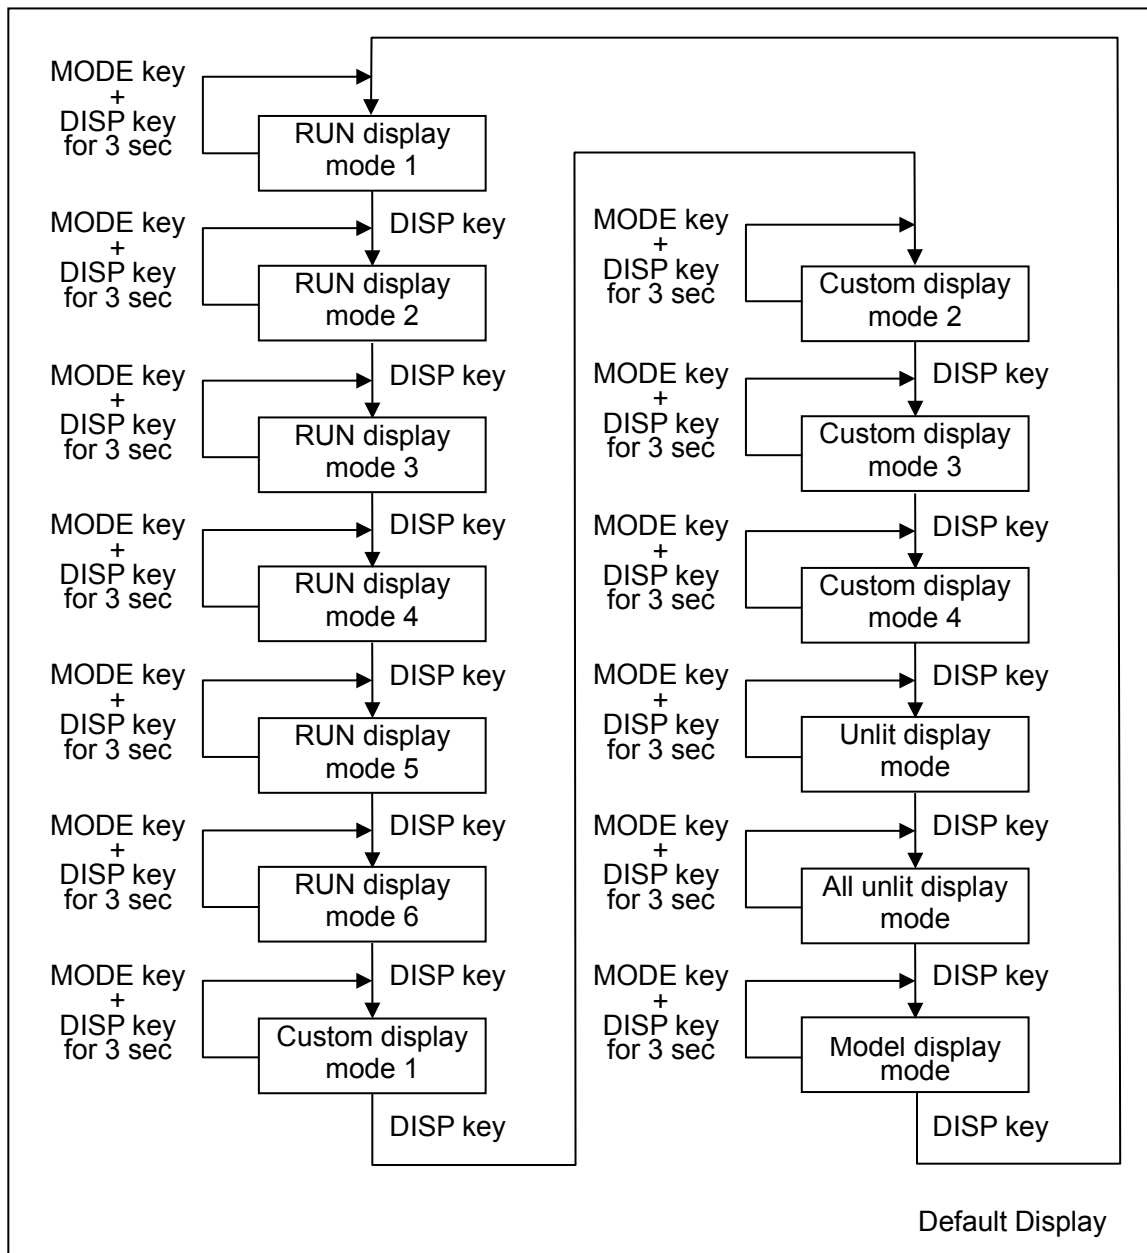 MODE key
+
DISP key
for 3 sec
RUN display
mode 1
DISP key
MODE key
+
DISP key
for 3 sec
RUN display
mode 2
DISP key
MODE key
+
DISP key
for 3 sec
RUN display
mode 3
DISP key
MODE key
+
DISP key
for 3 sec
RUN display
mode 4
DISP key
MODE key
+
DISP key
for 3 sec
RUN display
mode 5
DISP key
MODE key
+
DISP key
for 3 sec
RUN display
mode 6
DISP key
MODE key
+
DISP key
for 3 sec
Custom display
mode 1
DISP key
MODE key
+
DISP key
for 3 sec
Custom display
mode 2
DISP key
MODE key
+
DISP key
for 3 sec
Custom display
mode 3
DISP key
MODE key
+
DISP key
for 3 sec
Custom display
mode 4
DISP key
MODE key
+
DISP key
for 3 sec
Unlit display
mode
DISP key
MODE key
+
DISP key
for 3 sec
All unlit display
mode
DISP key
MODE key
+
DISP key
for 3 sec
Model display
mode
DISP key
Default Display